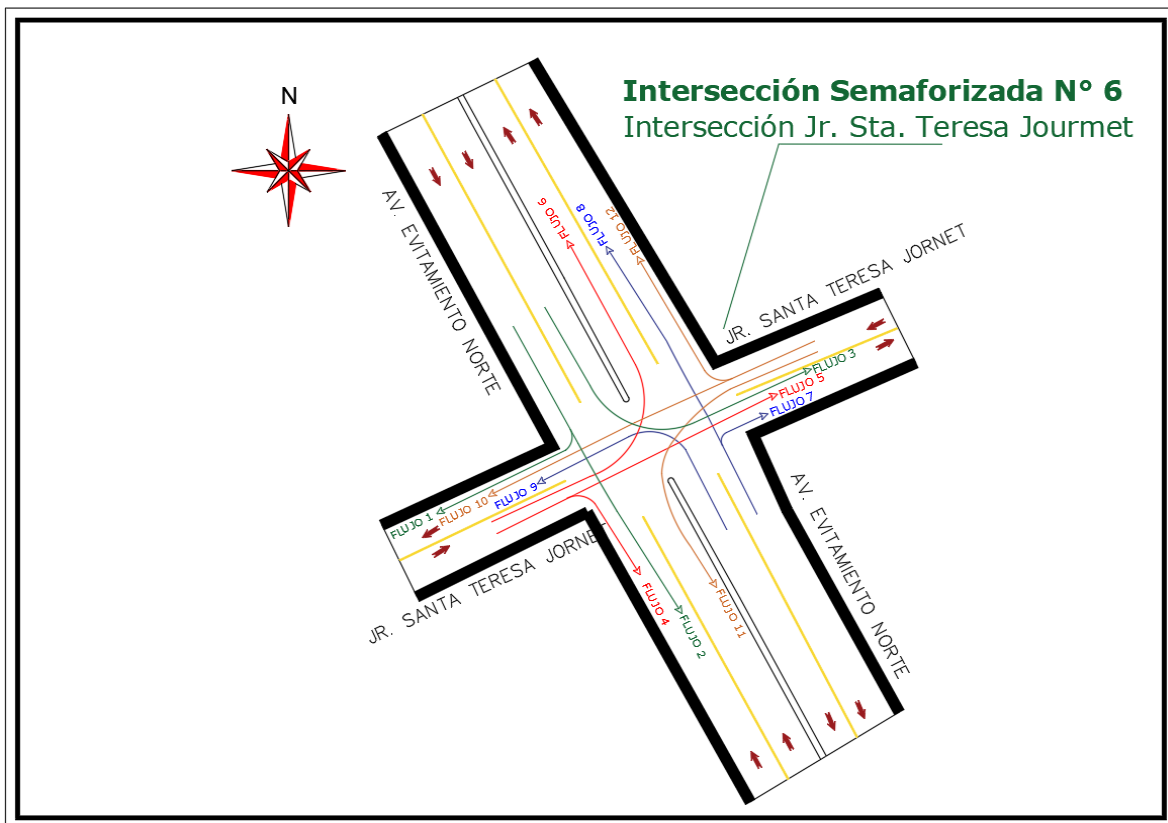 N
Intersección Semaforizada N° 6
Intersección Jr. Sta. Teresa Jourmet
AV. EVITAMIENTO NORTE
FLUJO 6
FLUJO 8
FLUJO 12
JR. SANTA TERESA JORNET
FLUJO 3
FLUJO 5
FLUJO 7
FLUJO 1
FLUJO 10
FLUJO 9
JR. SANTA TERESA JORNET
FLUJO 4
FLUJO 2
FLUJO 11
AV. EVITAMIENTO NORTE